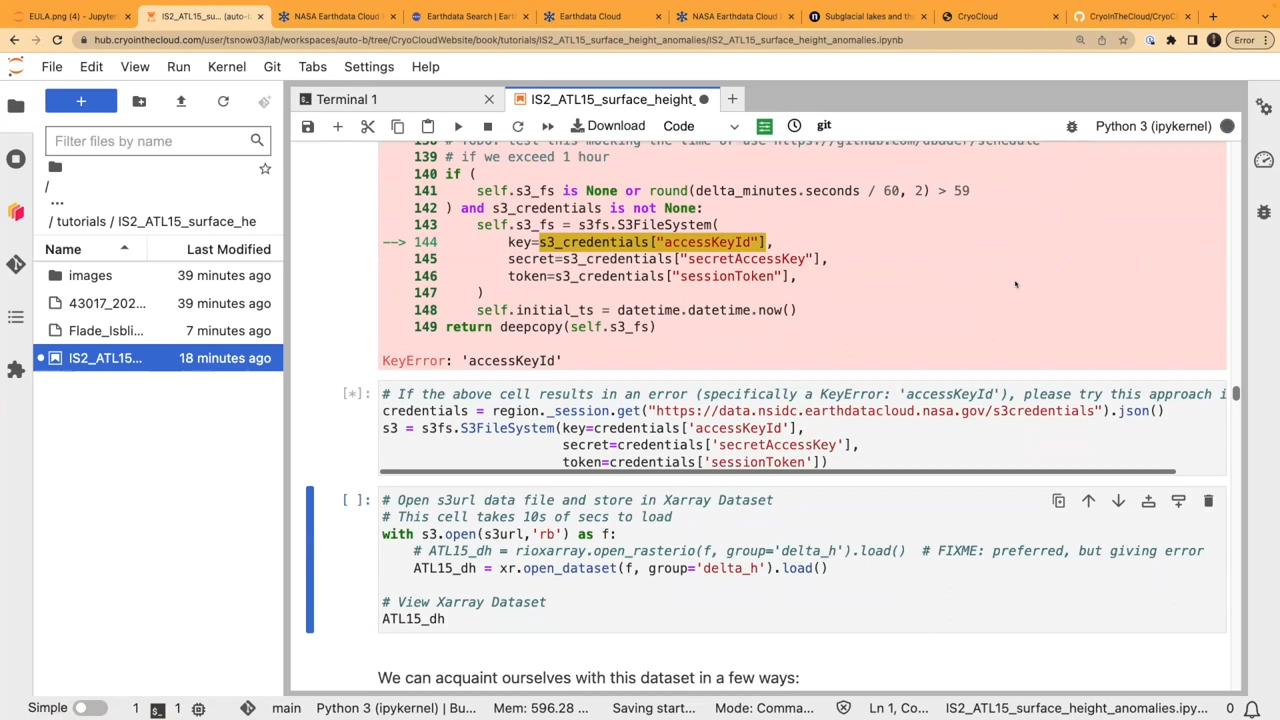 EULA.png (4) - Jupyter
IS2_ATL15_su... (auto-
NASA Earthdata Cloud
Earthdata Search | Eart
Earthdata Cloud
NASA Earthdata Cloud
Subglacial lakes and th
CryoCloud
CryoInTheCloud/CryoC
hub.cryointhecloud.com/user/tsnow03/lab/workspaces/auto-b/tree/CryoCloudWebsite/book/tutorials/IS2_ATL15_surface_height_anomalies/IS2_ATL15_surface_height_anomalies.ipynb
Error
File Edit View Run Kernel Git Tabs Settings Help
Filter files by name
/
...
/ tutorials / IS2_ATL15_surface_he
Name Last Modified
images 39 minutes ago
43017_202... 39 minutes ago
Flade_Isbli... 7 minutes ago
IS2_ATL15... 18 minutes ago
Terminal 1
IS2_ATL15_surface_height_
Download Code git Python 3 (ipykernel)
139 # if we exceed 1 hour
140 if (
141 self.s3_fs is None or round(delta_minutes.seconds / 60, 2) > 59
142 ) and s3_credentials is not None:
143 self.s3_fs = s3fs.S3FileSystem(
--> 144 key=s3_credentials["accessKeyId"],
145 secret=s3_credentials["secretAccessKey"],
146 token=s3_credentials["sessionToken"],
147 )
148 self.initial_ts = datetime.datetime.now()
149 return deepcopy(self.s3_fs)
KeyError: 'accessKeyId'
[*]: # If the above cell results in an error (specifically a KeyError: 'accessKeyId'), please try this approach i
credentials = region._session.get("https://data.nsidc.earthdatacloud.nasa.gov/s3credentials").json()
s3 = s3fs.S3FileSystem(key=credentials['accessKeyId'],
secret=credentials['secretAccessKey'],
token=credentials['sessionToken'])
[ ]: # Open s3url data file and store in Xarray Dataset
# This cell takes 10s of secs to load
with s3.open(s3url,'rb') as f:
# ATL15_dh = rioxarray.open_rasterio(f, group='delta_h').load() # FIXME: preferred, but giving error
ATL15_dh = xr.open_dataset(f, group='delta_h').load()
# View Xarray Dataset
ATL15_dh
We can acquaint ourselves with this dataset in a few ways:
Simple 1 1 main Python 3 (ipykernel) | Bu... Mem: 596.28 ... Saving start... Mode: Comma... Ln 1, Co... IS2_ATL15_surface_height_anomalies.ipy... 0